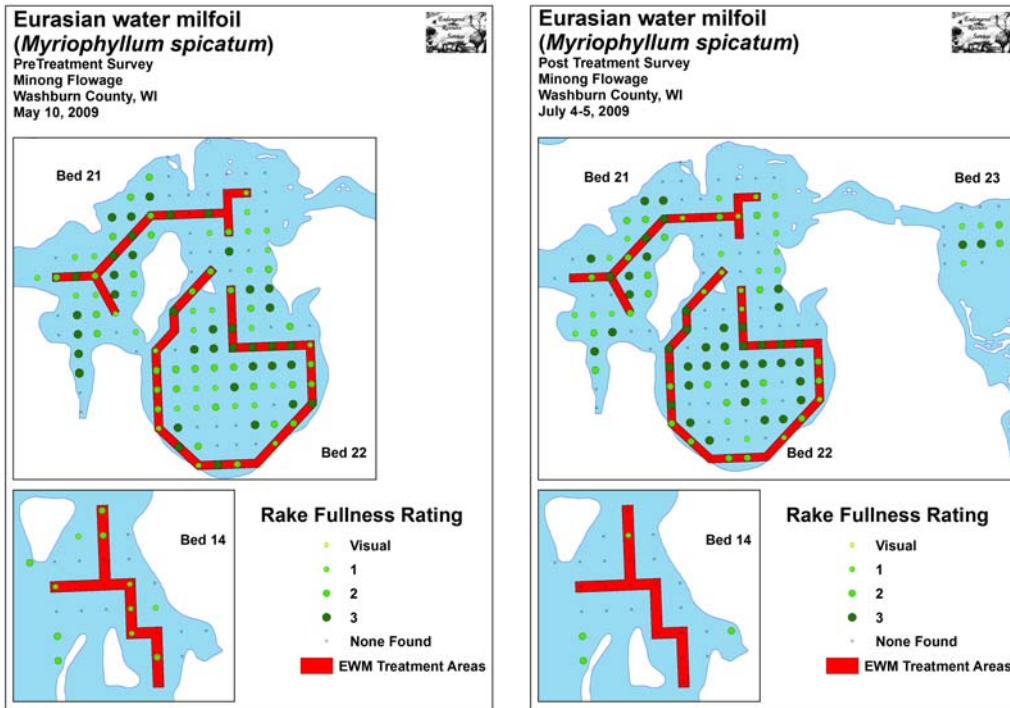 Eurasian water milfoil
(Myriophyllum spicatum)
PreTreatment Survey
Minong Flowage
Washburn County, WI
May 10, 2009
Bed 21
Bed 22
Bed 14
Rake Fullness Rating
Visual
1
2
3
None Found
EWM Treatment Areas
Eurasian water milfoil
(Myriophyllum spicatum)
Post Treatment Survey
Minong Flowage
Washburn County, WI
July 4-5, 2009
Bed 21
Bed 23
Bed 22
Bed 14
Rake Fullness Rating
Visual
1
2
3
None Found
EWM Treatment Areas